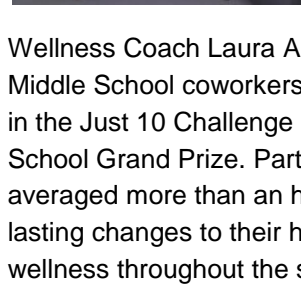 Wellness Coach Laura A
Middle School coworkers
in the Just 10 Challenge
School Grand Prize. Part
averaged more than an h
lasting changes to their h
wellness throughout the s